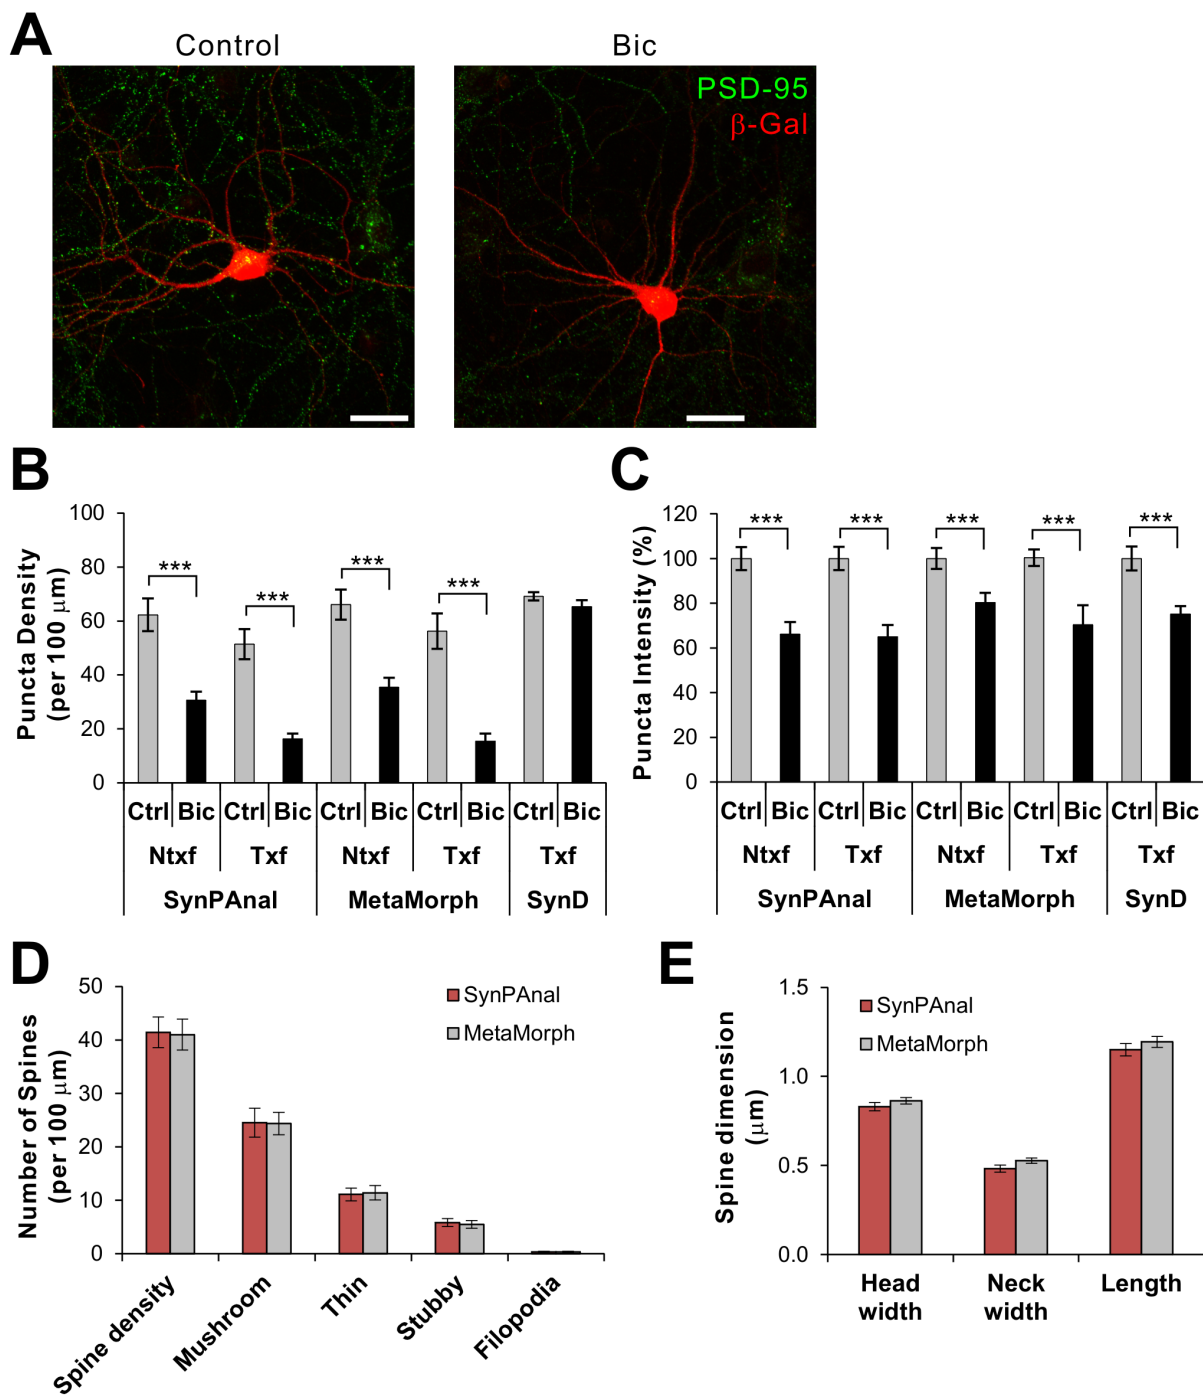 A
Control
Bic
PSD-95
β-Gal
B
Puncta Density
(per 100 μm)
100
80
60
40
20
0
***
***
***
***
Ctrl Bic Ctrl Bic Ctrl Bic Ctrl Bic Ctrl Bic
Ntxf Txf Ntxf Txf Txf
SynPAnal MetaMorph SynD
C
Puncta Intensity (%)
120
100
80
60
40
20
0
***
***
***
***
***
Ctrl Bic Ctrl Bic Ctrl Bic Ctrl Bic Ctrl Bic
Ntxf Txf Ntxf Txf Txf
SynPAnal MetaMorph SynD
D
Number of Spines
(per 100 μm)
50
40
30
20
10
0
SynPAnal
MetaMorph
Spine density
Mushroom
Thin
Stubby
Filopodia
E
Spine dimension
(μm)
1.5
1.0
0.5
0.0
SynPAnal
MetaMorph
Head
width
Neck
width
Length